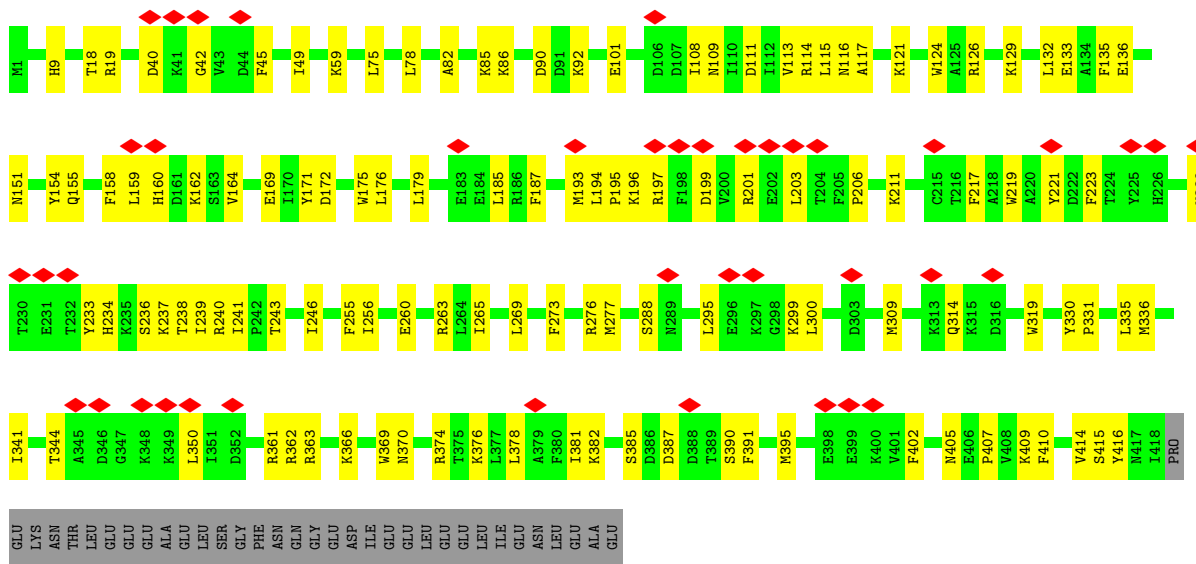 M1 H9 T18 R19 D40 K41 G42 V43 D44 F45 I49 K59 L75 L78 A82 K85 K86 D90 D91 K92 E101 D106 D107 I108 N109 I110 D111 I112 V113 R114 L115 N116 A117 K121 W124 A125 R126 K129 L132 E133 A134 F135 E136
N151 Y154 Q155 F158 L159 H160 D161 K162 S163 V164 E169 I170 Y171 D172 W175 L176 L179 E183 E184 L185 R186 F187 M193 L194 P195 K196 R197 F198 D199 V200 R201 E202 L203 T204 F205 P206 K211 C215 T216 F217 A218 W219 A220 Y221 D222 F223 T224 Y225 H226
T230 E231 T232 Y233 H234 K235 S236 K237 T238 I239 R240 I241 P242 T243 I246 F255 I256 E260 R263 L264 I265 L269 F273 R276 M277 S288 N289 L295 E296 K297 G298 K299 L300 D303 M309 K313 Q314 K315 D316 W319 Y330 P331 L335 M336
I341 T344 A345 D346 G347 K348 K349 L350 I351 D352 R361 R362 R363 K366 W369 N370 R374 T375 K376 L377 L378 A379 F380 I381 K382 S385 D386 D387 D388 T389 S390 F391 M395 E398 E399 K400 V401 F402 N405 E406 P407 V408 K409 F410 V414 S415 Y416 N417 I418 PRO
GLU LYS ASN THR LEU GLU GLU GLU ALA GLU LEU SER GLY PHE ASN GLN GLY GLU ASP ILE GLU GLU LEU GLU GLU LEU ILE GLU ASN LEU GLU ALA GLU